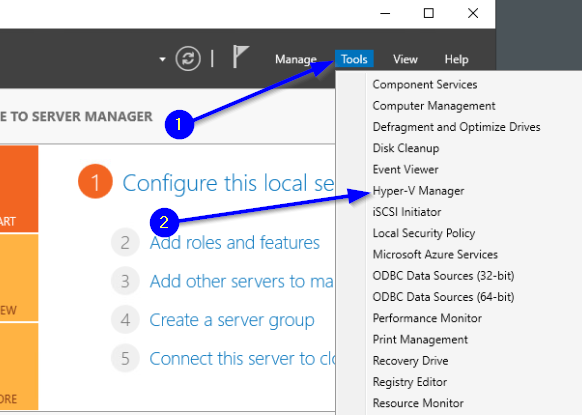 Manage Tools View Help
E TO SERVER MANAGER
1
1 Configure this local se
2
2 Add roles and features
3 Add other servers to ma
4 Create a server group
5 Connect this server to clo
ART
EW
ORE
Component Services
Computer Management
Defragment and Optimize Drives
Disk Cleanup
Event Viewer
Hyper-V Manager
iSCSI Initiator
Local Security Policy
Microsoft Azure Services
ODBC Data Sources (32-bit)
ODBC Data Sources (64-bit)
Performance Monitor
Print Management
Recovery Drive
Registry Editor
Resource Monitor